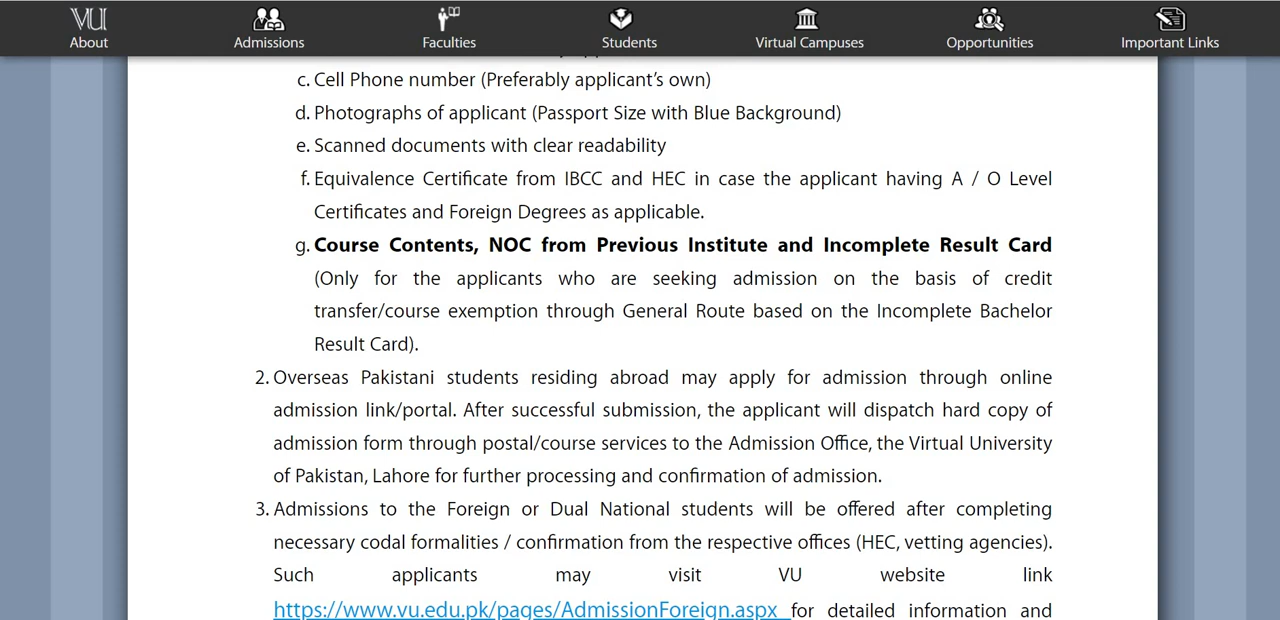 VU
About
Admissions
Faculties
Students
Virtual Campuses
Opportunities
Important Links
c. Cell Phone number (Preferably applicant's own)
d. Photographs of applicant (Passport Size with Blue Background)
e. Scanned documents with clear readability
f. Equivalence Certificate from IBCC and HEC in case the applicant having A / O Level
Certificates and Foreign Degrees as applicable.
g. Course Contents, NOC from Previous Institute and Incomplete Result Card
(Only for the applicants who are seeking admission on the basis of credit
transfer/course exemption through General Route based on the Incomplete Bachelor
Result Card).
2. Overseas Pakistani students residing abroad may apply for admission through online
admission link/portal. After successful submission, the applicant will dispatch hard copy of
admission form through postal/course services to the Admission Office, the Virtual University
of Pakistan, Lahore for further processing and confirmation of admission.
3. Admissions to the Foreign or Dual National students will be offered after completing
necessary codal formalities / confirmation from the respective offices (HEC, vetting agencies).
Such applicants may visit VU website link
https://www.vu.edu.pk/pages/AdmissionForeign.aspx for detailed information and